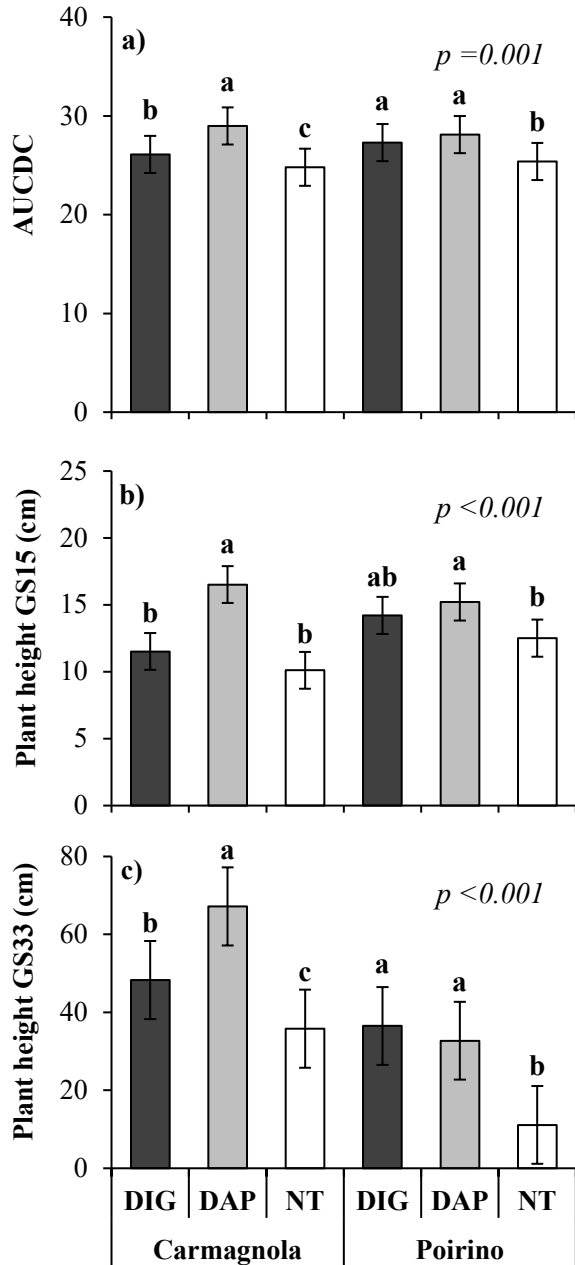 40
a)
p =0.001
30
b
a
c
a
a
b
AUCDC
20
10
0
25
b)
p <0.001
20
b
a
b
ab
a
b
Plant height GS15 (cm)
15
10
5
0
80
c)
p <0.001
b
a
c
a
a
b
Plant height GS33 (cm)
60
40
20
0
DIG DAP NT DIG DAP NT
Carmagnola Poirino